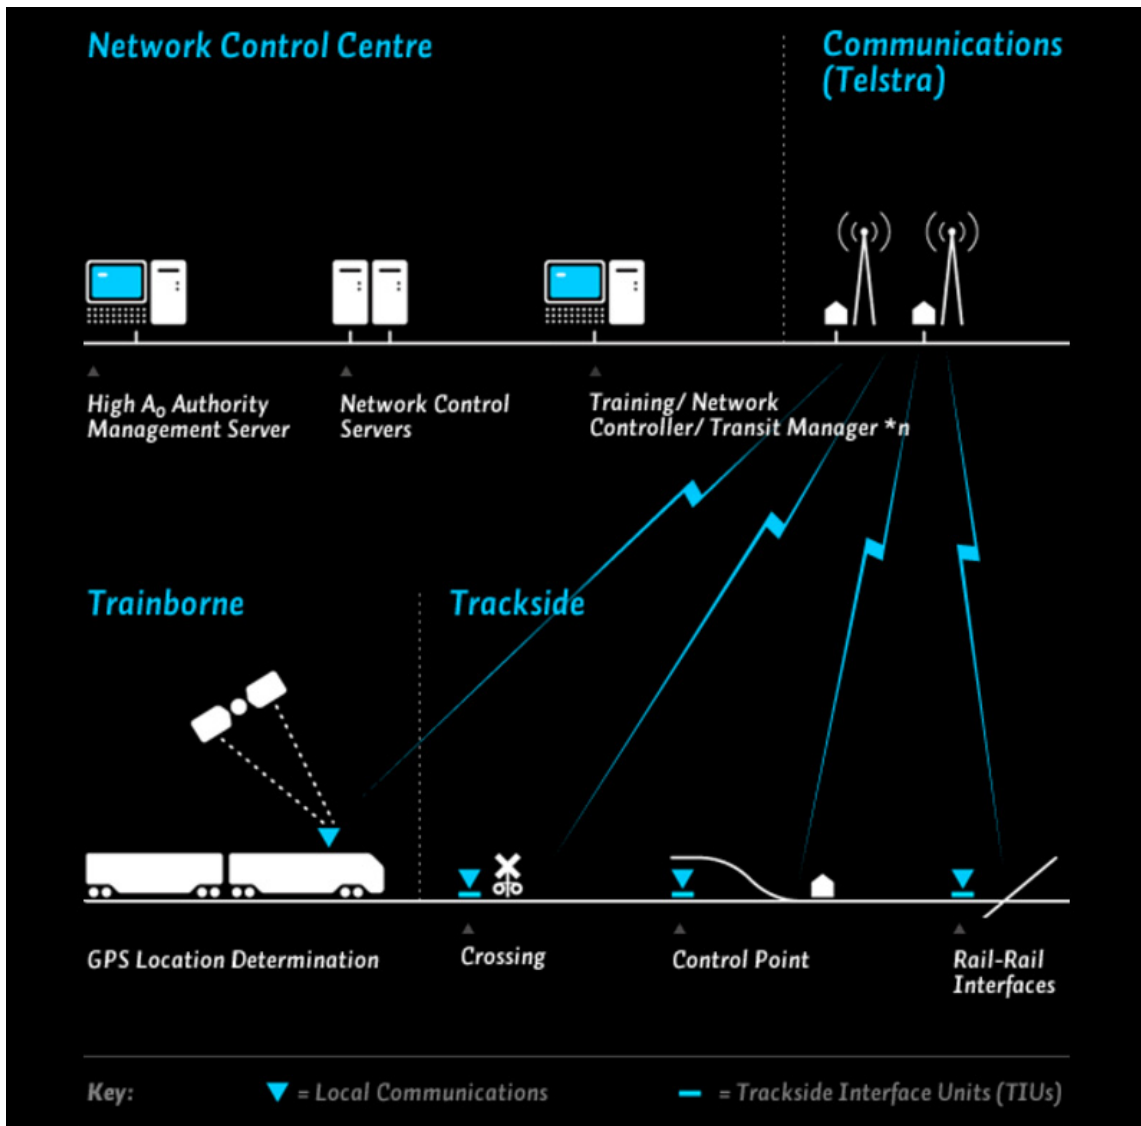 Network Control Centre
Communications
(Telstra)
High A₀ Authority
Management Server
Network Control
Servers
Training/ Network
Controller/ Transit Manager *n
Trainborne
Trackside
GPS Location Determination
Crossing
Control Point
Rail-Rail
Interfaces
Key:
= Local Communications
= Trackside Interface Units (TIUs)